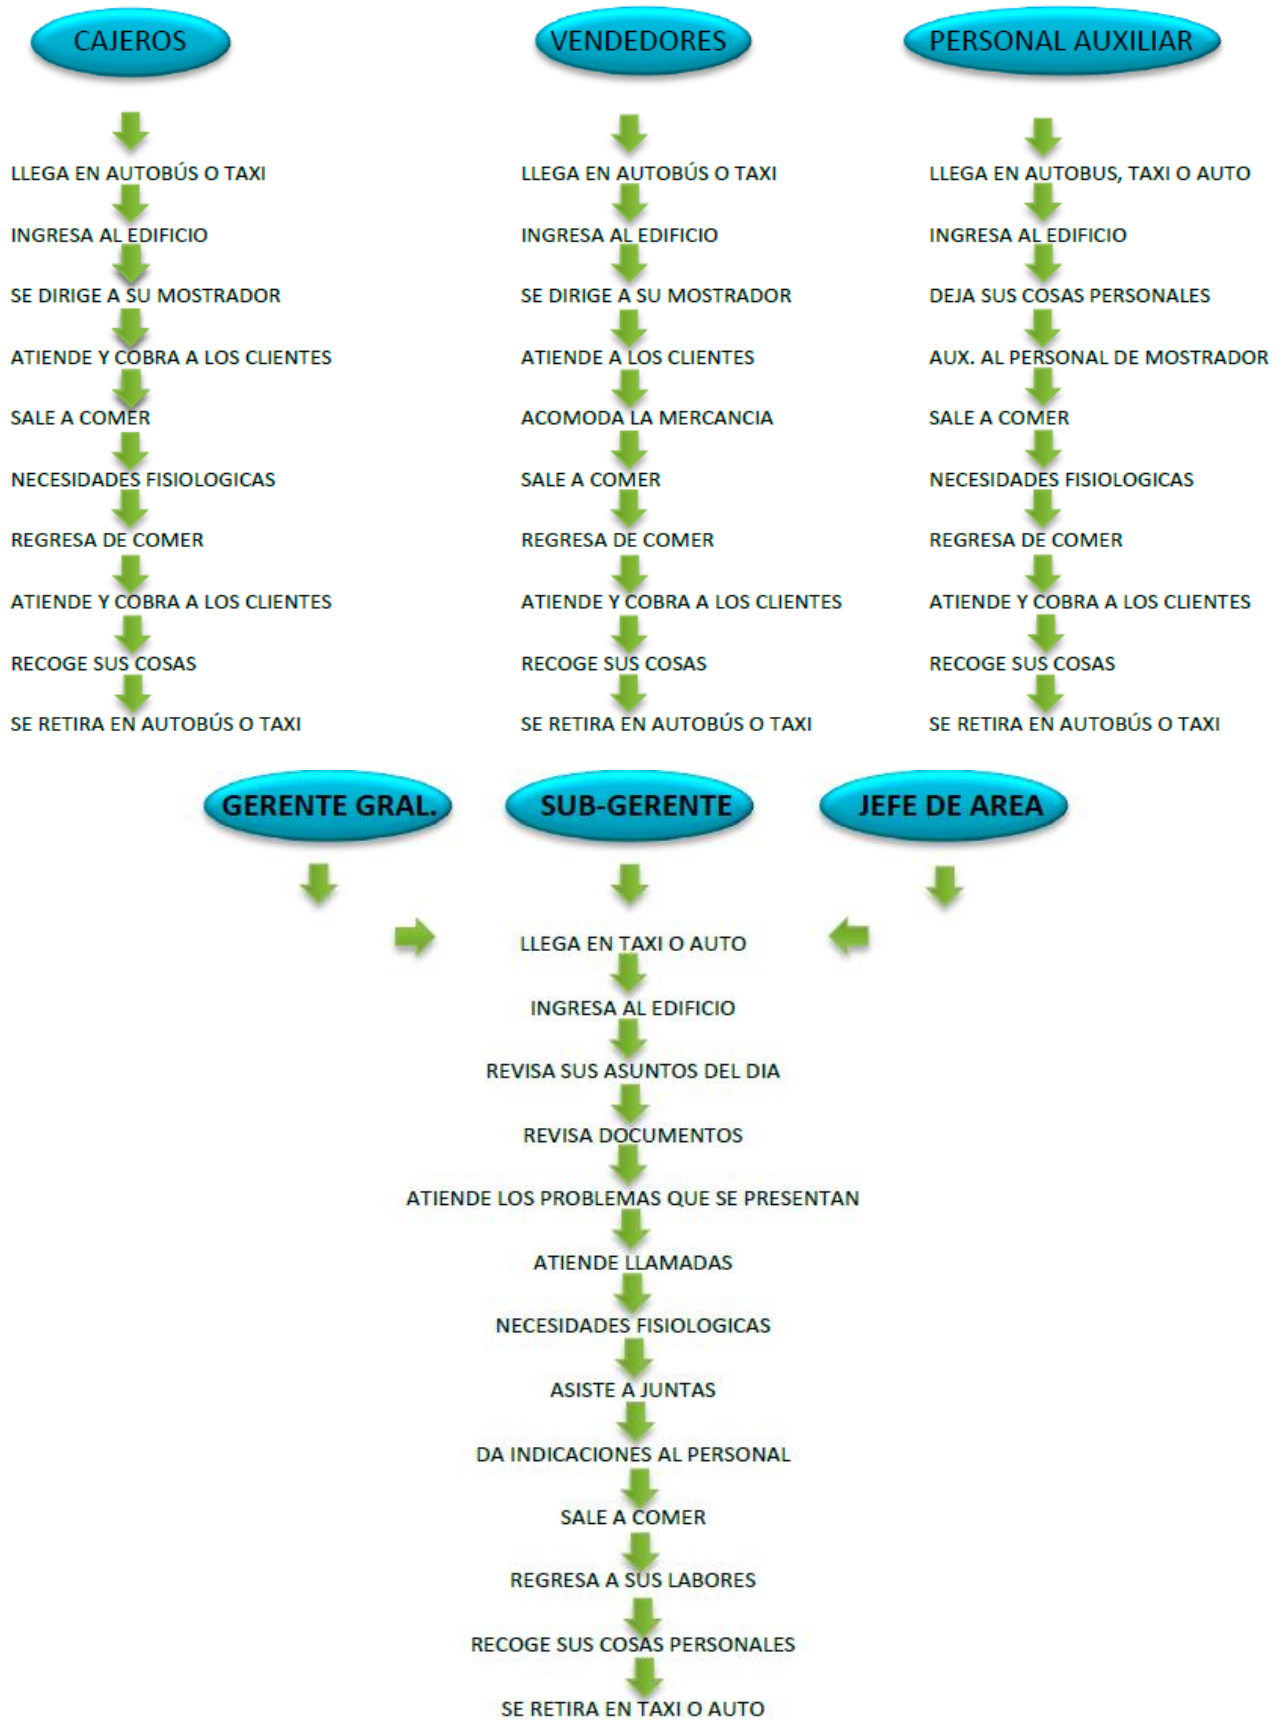 CAJEROS
LLEGA EN AUTOBÚS O TAXI
INGRESA AL EDIFICIO
SE DIRIGE A SU MOSTRADOR
ATIENDE Y COBRA A LOS CLIENTES
SALE A COMER
NECESIDADES FISIOLOGICAS
REGRESA DE COMER
ATIENDE Y COBRA A LOS CLIENTES
RECOGE SUS COSAS
SE RETIRA EN AUTOBÚS O TAXI
VENDEDORES
LLEGA EN AUTOBÚS O TAXI
INGRESA AL EDIFICIO
SE DIRIGE A SU MOSTRADOR
ATIENDE A LOS CLIENTES
ACOMODA LA MERCANCIA
SALE A COMER
REGRESA DE COMER
ATIENDE Y COBRA A LOS CLIENTES
RECOGE SUS COSAS
SE RETIRA EN AUTOBÚS O TAXI
PERSONAL AUXILIAR
LLEGA EN AUTOBUS, TAXI O AUTO
INGRESA AL EDIFICIO
DEJA SUS COSAS PERSONALES
AUX. AL PERSONAL DE MOSTRADOR
SALE A COMER
NECESIDADES FISIOLOGICAS
REGRESA DE COMER
ATIENDE Y COBRA A LOS CLIENTES
RECOGE SUS COSAS
SE RETIRA EN AUTOBÚS O TAXI
GERENTE GRAL.
SUB-GERENTE
JEFE DE AREA
LLEGA EN TAXI O AUTO
INGRESA AL EDIFICIO
REVISA SUS ASUNTOS DEL DIA
REVISA DOCUMENTOS
ATIENDE LOS PROBLEMAS QUE SE PRESENTAN
ATIENDE LLAMADAS
NECESIDADES FISIOLOGICAS
ASISTE A JUNTAS
DA INDICACIONES AL PERSONAL
SALE A COMER
REGRESA A SUS LABORES
RECOGE SUS COSAS PERSONALES
SE RETIRA EN TAXI O AUTO